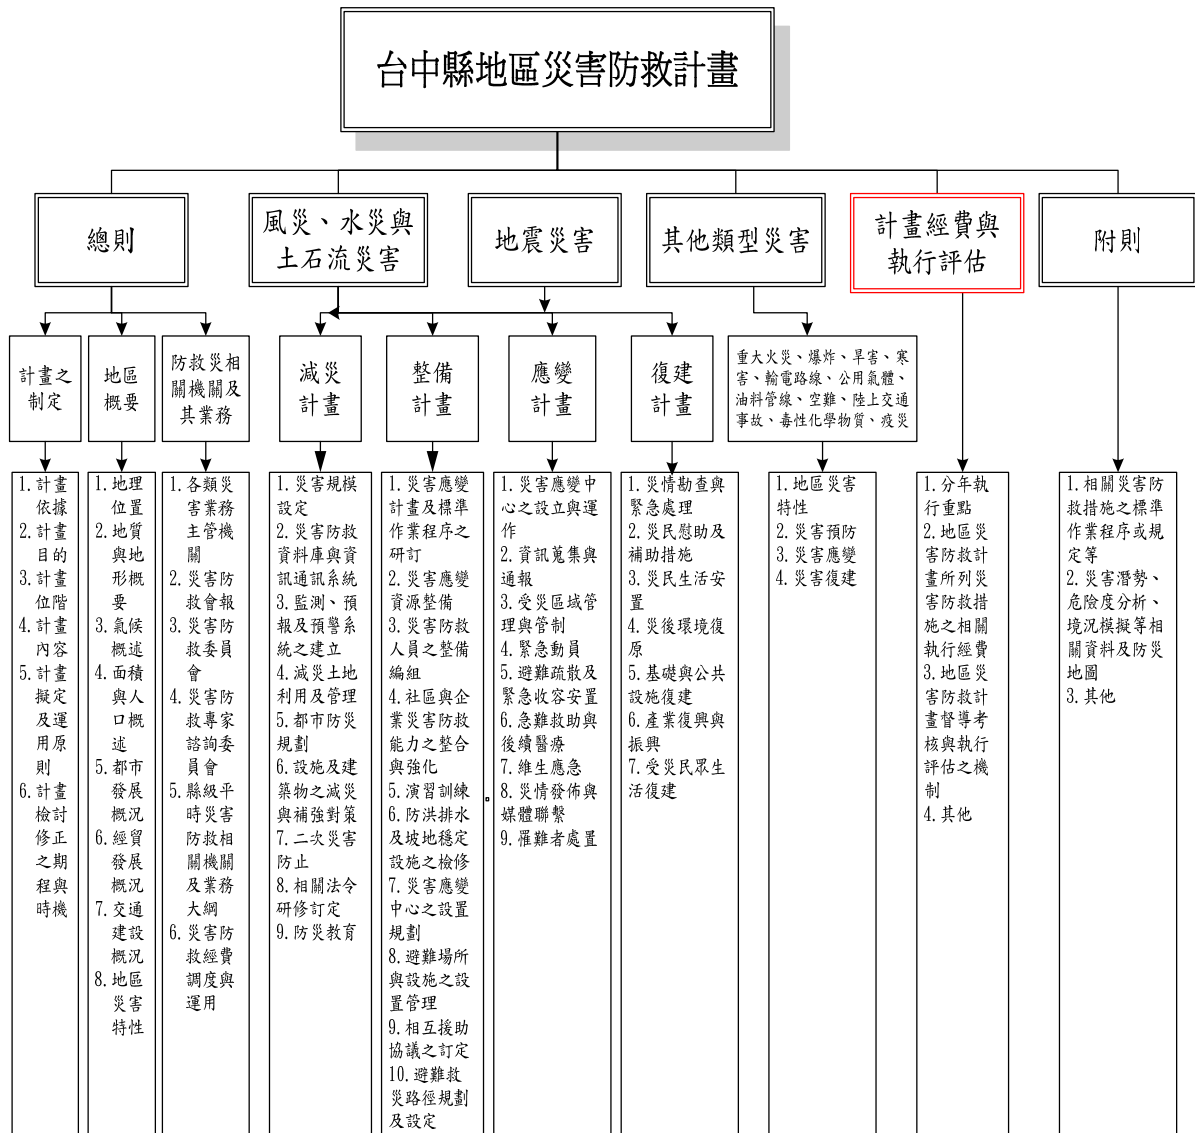 台中縣地區災害防救計畫
總則
風災、水災與
土石流災害
地震災害
其他類型災害
計畫經費與
執行評估
附則
計畫之
制定
地區
概要
防救災相
關機關及
其業務
減災
計畫
整備
計畫
應變
計畫
復建
計畫
重大火災、爆炸、旱害、寒
害、輸電路線、公用氣體、
油料管線、空難、陸上交通
事故、毒性化學物質、疫災
1. 計畫
依據
2. 計畫
目的
3. 計畫
位階
4. 計畫
內容
5. 計畫
擬定
及運
用原
則
6. 計畫
檢討
修正
之期
程與
時機
1. 地理
位置
2. 地質
與地
形概
要
3. 氣候
概述
4. 面積
與人
口概
述
5. 都市
發展
概況
6. 經貿
發展
概況
7. 交通
建設
概況
8. 地區
災害
特性
1. 各類災
害業務
主管機
關
2. 災害防
救會報
3. 災害防
救委員
會
4. 災害防
救專家
諮詢委
員會
5. 縣級平
時災害
防救相
關機關
及業務
大綱
6. 災害防
救經費
調度與
運用
1. 災害規模
設定
2. 災害防救
資料庫與資
訊通訊系統
3. 監測、預
報及預警系
統之建立
4. 減災土地
利用及管理
5. 都市防災
規劃
6. 設施及建
築物之減災
與補強對策
7. 二次災害
防止
8. 相關法令
研修訂定
9. 防災教育
1. 災害應變
計畫及標準
作業程序之
研訂
2. 災害應變
資源整備
3. 災害防救
人員之整備
編組
4. 社區與企
業災害防救
能力之整合
與強化
5. 演習訓練
6. 防洪排水
及坡地穩定
設施之檢修
7. 災害應變
中心之設置
規劃
8. 避難場所
與設施之設
置管理
9. 相互援助
協議之訂定
10. 避難救
災路徑規劃
及設定
1. 災害應變中
心之設立與運
作
2. 資訊蒐集與
通報
3. 受災區域管
理與管制
4. 緊急動員
5. 避難疏散及
緊急收容安置
6. 急難救助與
後續醫療
7. 維生應急
8. 災情發佈與
媒體聯繫
9. 罹難者處置
1. 災情勘查與
緊急處理
2. 災民慰助及
補助措施
3. 災民生活安
置
4. 災後環境復
原
5. 基礎與公共
設施復建
6. 產業復興與
振興
7. 受災民眾生
活復建
1. 地區災害
特性
2. 災害預防
3. 災害應變
4. 災害復建
1. 分年執
行重點
2. 地區災
害防救計
畫所列災
害防救措
施之相關
執行經費
3. 地區災
害防救計
畫督導考
核與執行
評估之機
制
4. 其他
1. 相關災害防
救措施之標準
作業程序或規
定等
2. 災害潛勢、
危險度分析、
境況模擬等相
關資料及防災
地圖
3. 其他